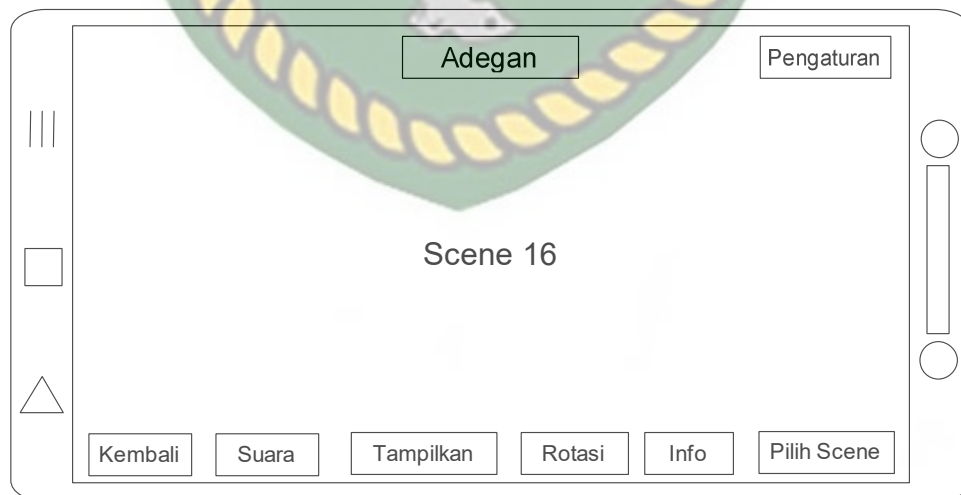 Adegan
Pengaturan
Scene 16
Kembali
Suara
Tampilkan
Rotasi
Info
Pilih Scene